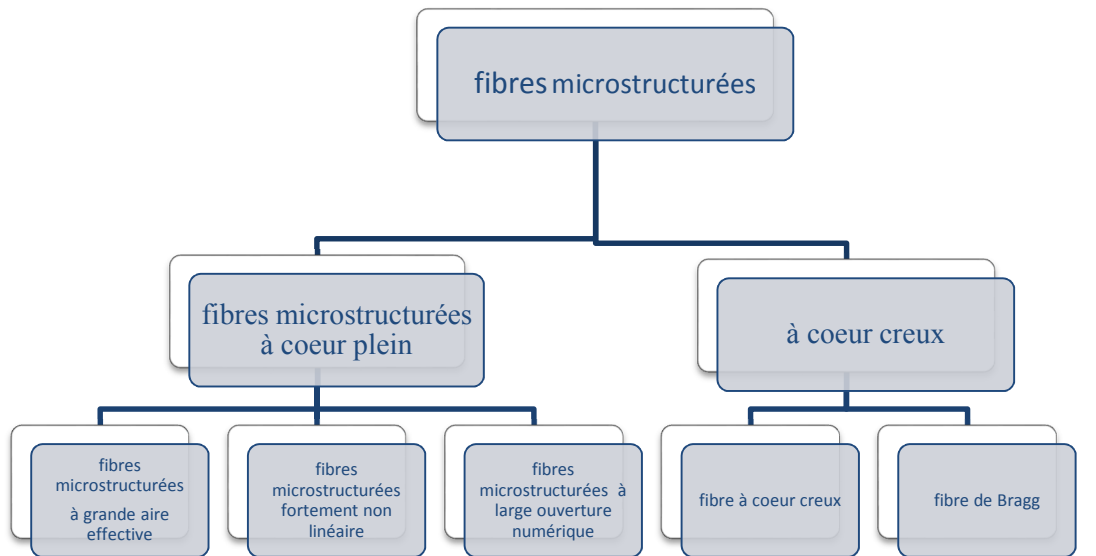 fibres microstructurées
fibres microstructurées
à coeur plein
à coeur creux
fibres
microstructurées
à grande aire
effective
fibres
microstructurées
fortement non
linéaire
fibres
microstructurées à
large ouverture
numérique
fibre à coeur creux
fibre de Bragg